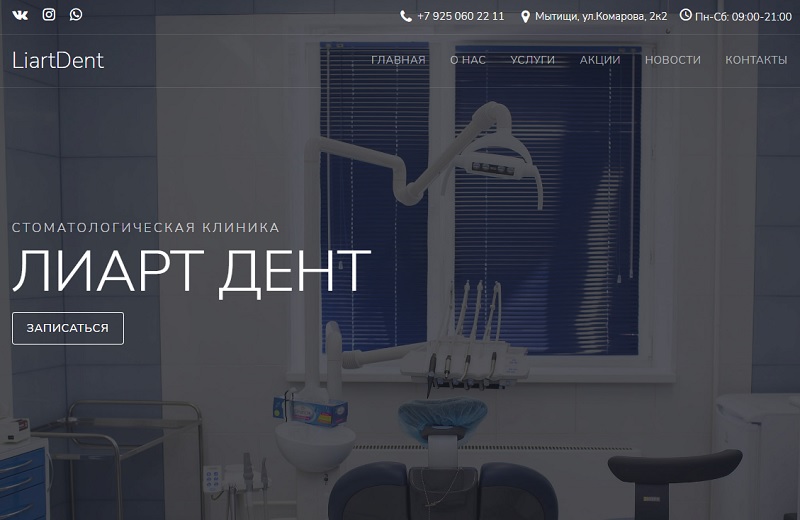 +7 925 060 22 11 Мытищи, ул.Комарова, 2к2 Пн-Сб: 09:00-21:00
LiartDent ГЛАВНАЯ О НАС УСЛУГИ АКЦИИ НОВОСТИ КОНТАКТЫ
СТОМАТОЛОГИЧЕСКАЯ КЛИНИКА
ЛИАРТ ДЕНТ
ЗАПИСАТЬСЯ